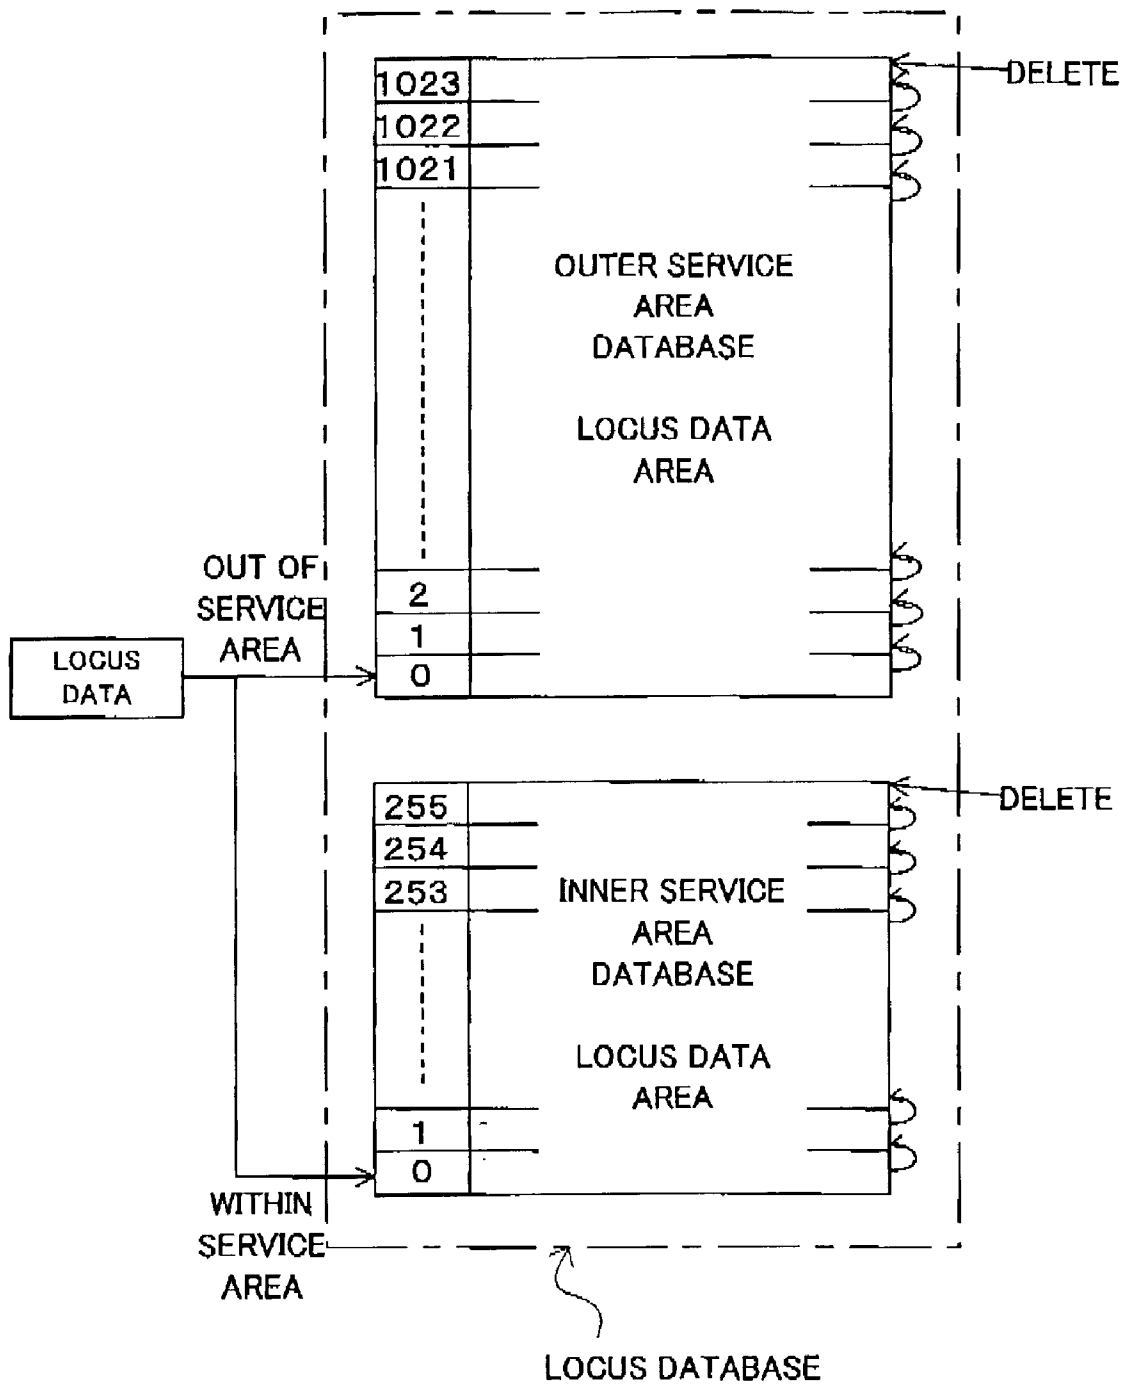 1023
DELETE
1022
1021
OUTER SERVICE
AREA
DATABASE
LOCUS DATA
AREA
OUT OF
SERVICE
AREA
2
1
0
LOCUS
DATA
255
DELETE
254
253
INNER SERVICE
AREA
DATABASE
LOCUS DATA
AREA
1
0
WITHIN
SERVICE
AREA
LOCUS DATABASE